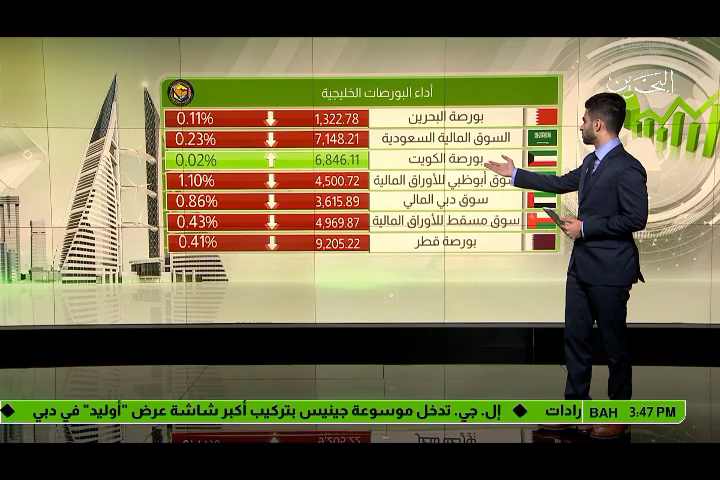 البحرين
أداء البورصات الخليجية
بورصة البحرين 1,322.78 0.11%
السوق المالية السعودية 7,148.21 0.23%
بورصة الكويت 6,846.11 0.02%
سوق أبوظبي للأوراق المالية 4,500.72 1.10%
سوق دبي المالي 3,615.89 0.86%
سوق مسقط للأوراق المالية 4,969.87 0.43%
بورصة قطر 9,205.22 0.41%
BAH 3:47 PM
رادات ◆ إل. جي. تدخل موسوعة جينيس بتركيب أكبر شاشة عرض "أوليد" في دبي ◆